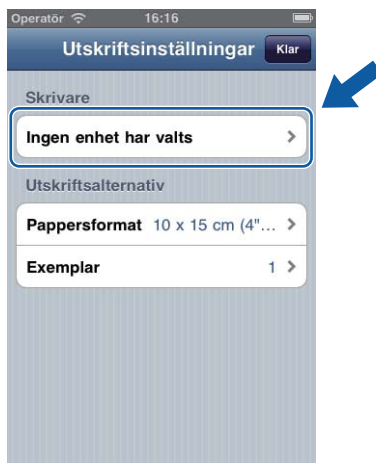 Operatör 16:16
Utskriftsinställningar Klar
Skrivare
Ingen enhet har valts
Utskriftsalternativ
Pappersformat 10 x 15 cm (4"...
Exemplar 1